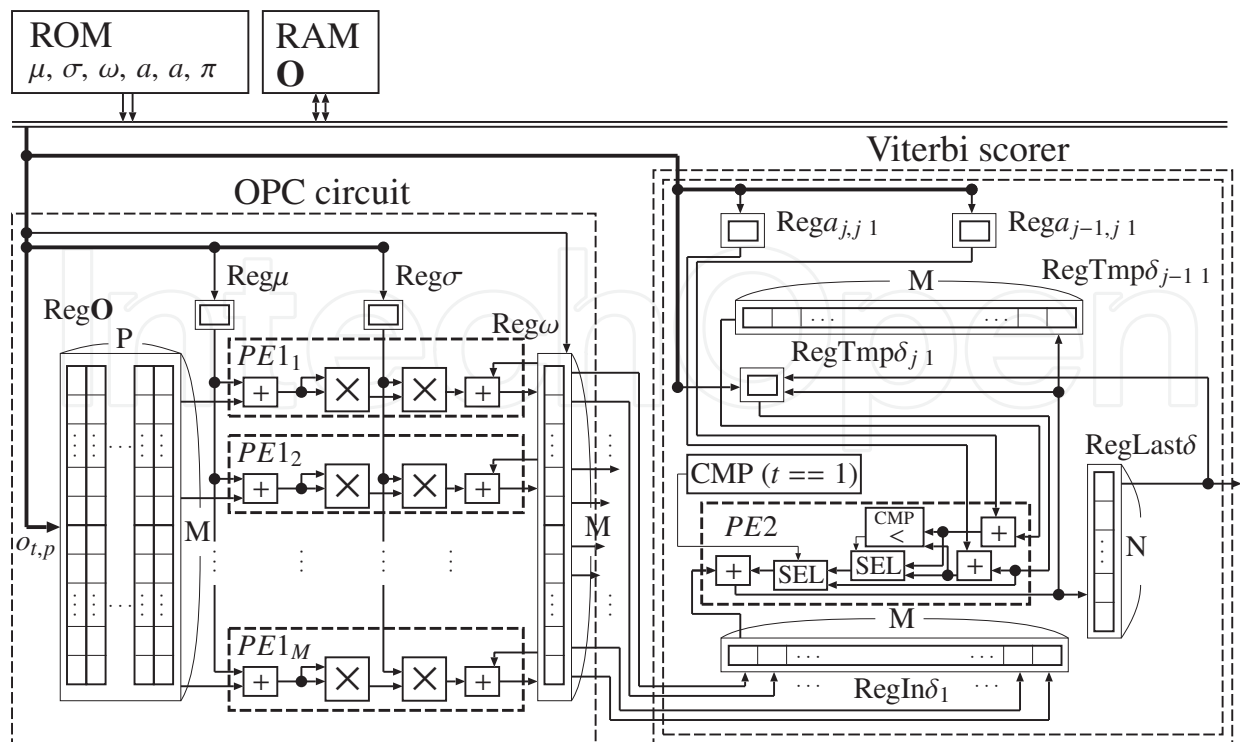 ROM
μ, σ, ω, a, a, π
RAM
O
Viterbi scorer
OPC circuit
Rega_{j,j 1}
Rega_{j−1,j 1}
RegTmpδ_{j−1 1}
M
RegTmpδ_{j 1}
Regμ
Regσ
RegO
P
Regω
PE1_1
+ × × +
PE1_2
+ × × +
M
o_{t,p}
PE1_M
+ × × +
M
CMP (t == 1)
RegLastδ
N
PE2
CMP
<
+
+
SEL
SEL
+
M
RegInδ_1
IntechOpen